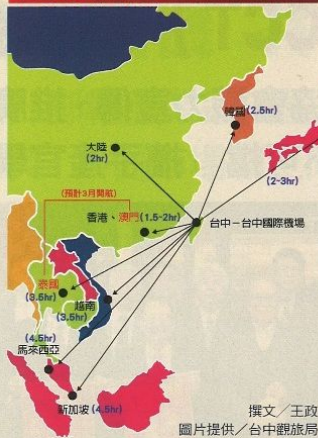 韓國(2.5hr)
大陸
(2hr)
(2~3hr)
(預計3月開航)
香港、澳門(1.5~2hr)
台中-台中國際機場
泰國
(3.5hr)
越南
(3.5hr)
(4.5hr)
馬來西亞
新加坡(4.5hr)
撰文／王政
圖片提供／台中觀旅局